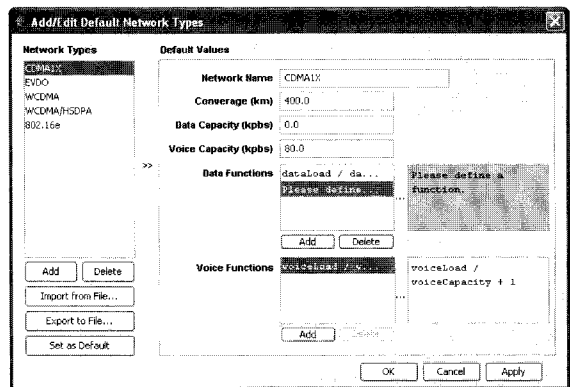 Add/Edit Default Network Types
Network Types
CDMA1X
EVDO
WCDMA
WCDMA/HSDPA
802.16e
Add
Delete
Import from File...
Export to File...
Set as Default
>>
Default Values
Network Name
CDMA1X
Converage (km)
400.0
Data Capacity (kpbs)
0.0
Voice Capacity (kpbs)
80.0
Data Functions
dataLoad / da...
Please define ...
...
Please define a
function.
Add
Delete
Voice Functions
voiceLoad / v...
...
voiceLoad /
voiceCapacity + 1
Add
Delete
OK
Cancel
Apply